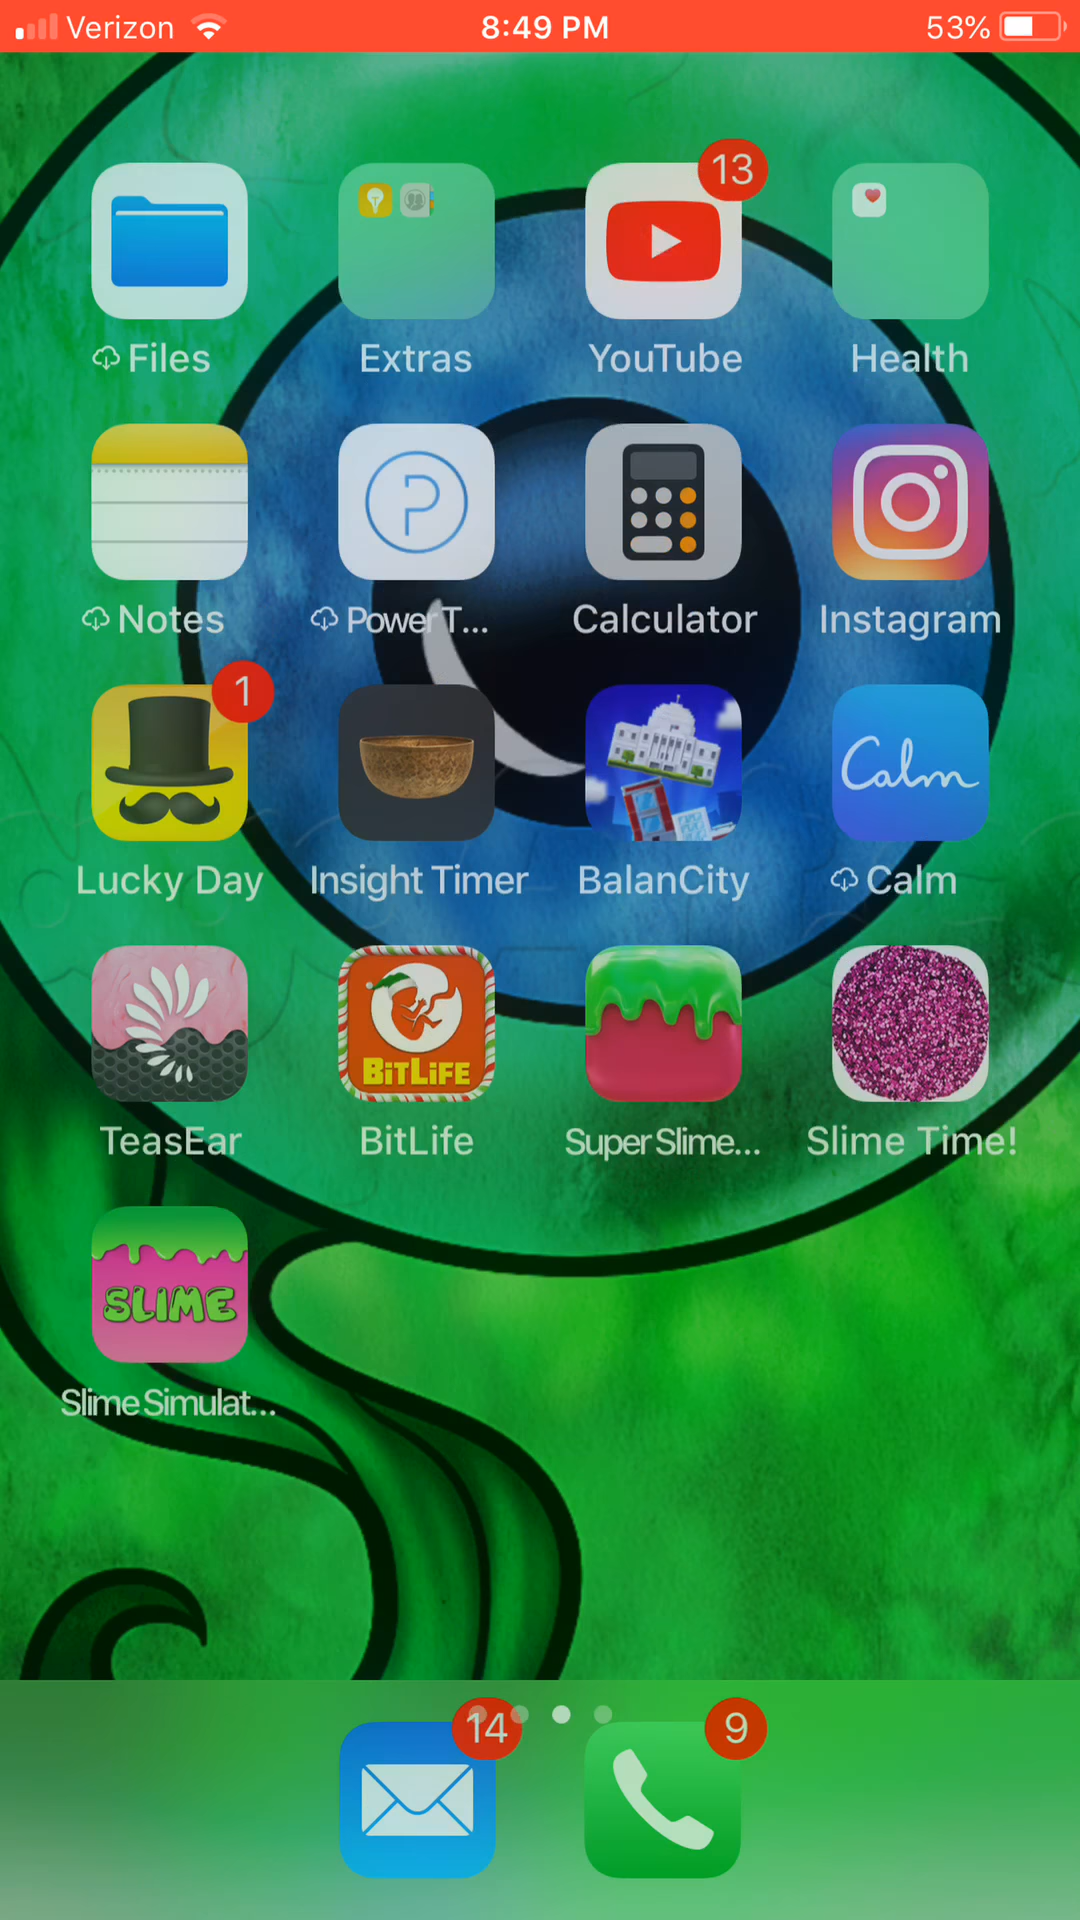 Verizon 8:49 PM 53%
13
Files Extras YouTube Health
Notes Power T... Calculator Instagram
1
Calm
Lucky Day Insight Timer BalanCity Calm
BITLIFE
TeasEar BitLife Super Slime... Slime Time!
SLIME
Slime Simulat...
14 9